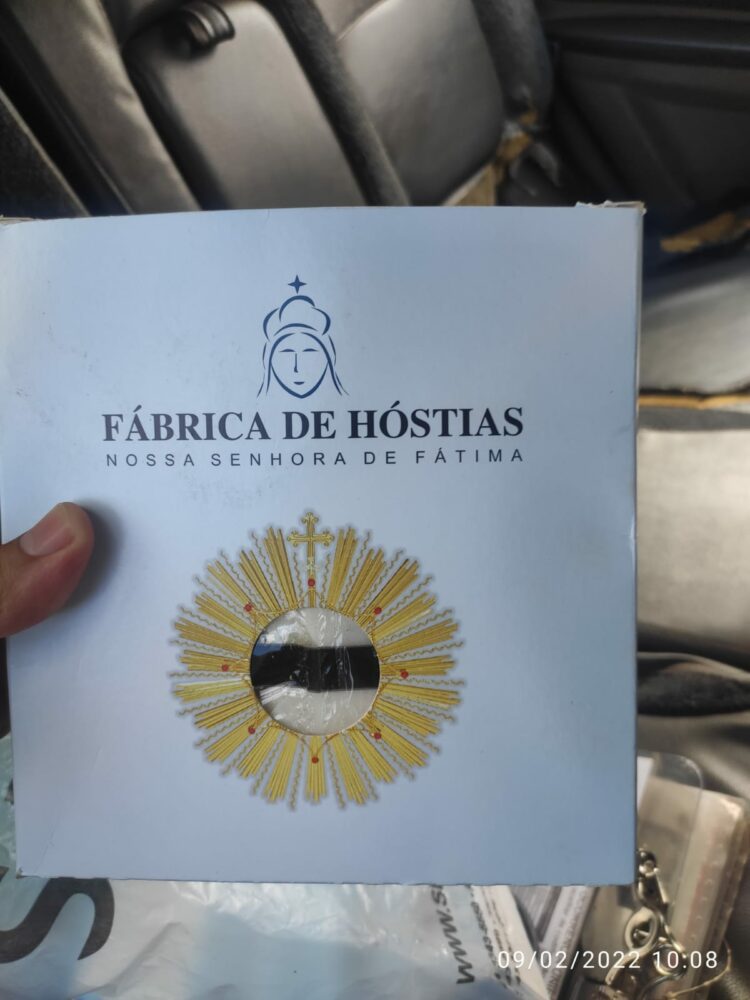 FÁBRICA DE HÓSTIAS
NOSSA SENHORA DE FÁTIMA
09/02/2022 10:08